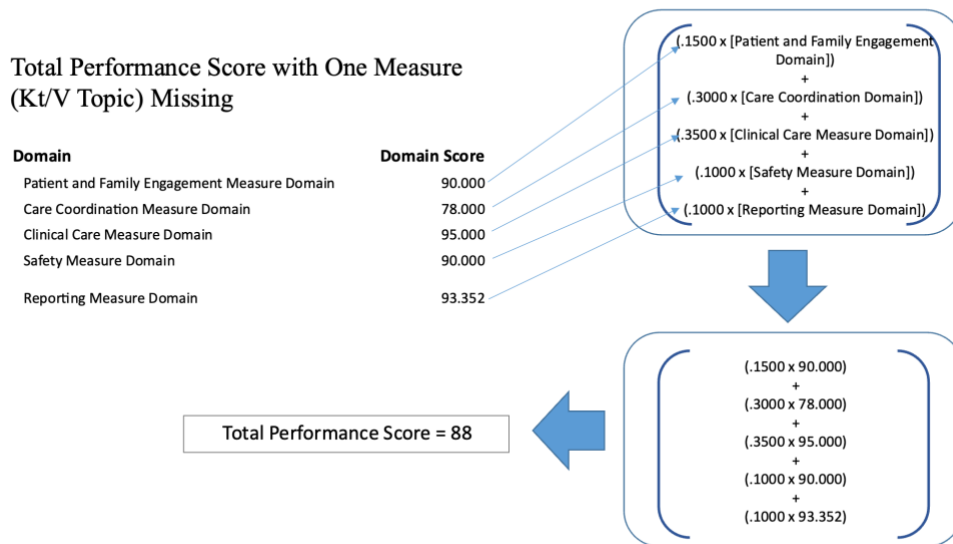 Total Performance Score with One Measure
(Kt/V Topic) Missing
Domain Domain Score
Patient and Family Engagement Measure Domain 90.000
Care Coordination Measure Domain 78.000
Clinical Care Measure Domain 95.000
Safety Measure Domain 90.000
Reporting Measure Domain 93.352
(.1500 x [Patient and Family Engagement
Domain])
+
(.3000 x [Care Coordination Domain])
+
(.3500 x [Clinical Care Measure Domain])
+
(.1000 x [Safety Measure Domain])
+
(.1000 x [Reporting Measure Domain])
(.1500 x 90.000)
+
(.3000 x 78.000)
+
(.3500 x 95.000)
+
(.1000 x 90.000)
+
(.1000 x 93.352)
Total Performance Score = 88